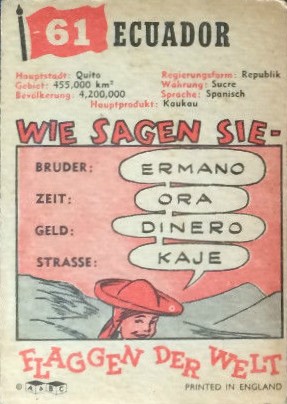 61 ECUADOR
Hauptstadt: Quito Regierungsform: Republik
Gebiet: 455,000 km² Währung: Sucre
Bevölkerung: 4,200,000 Sprache: Spanisch
Hauptprodukt: Kaukau
WIE SAGEN SIE-
BRUDER: ERMANO
ZEIT: ORA
GELD: DINERO
STRASSE: KAJE
FLAGGEN DER WELT
© A&BC PRINTED IN ENGLAND